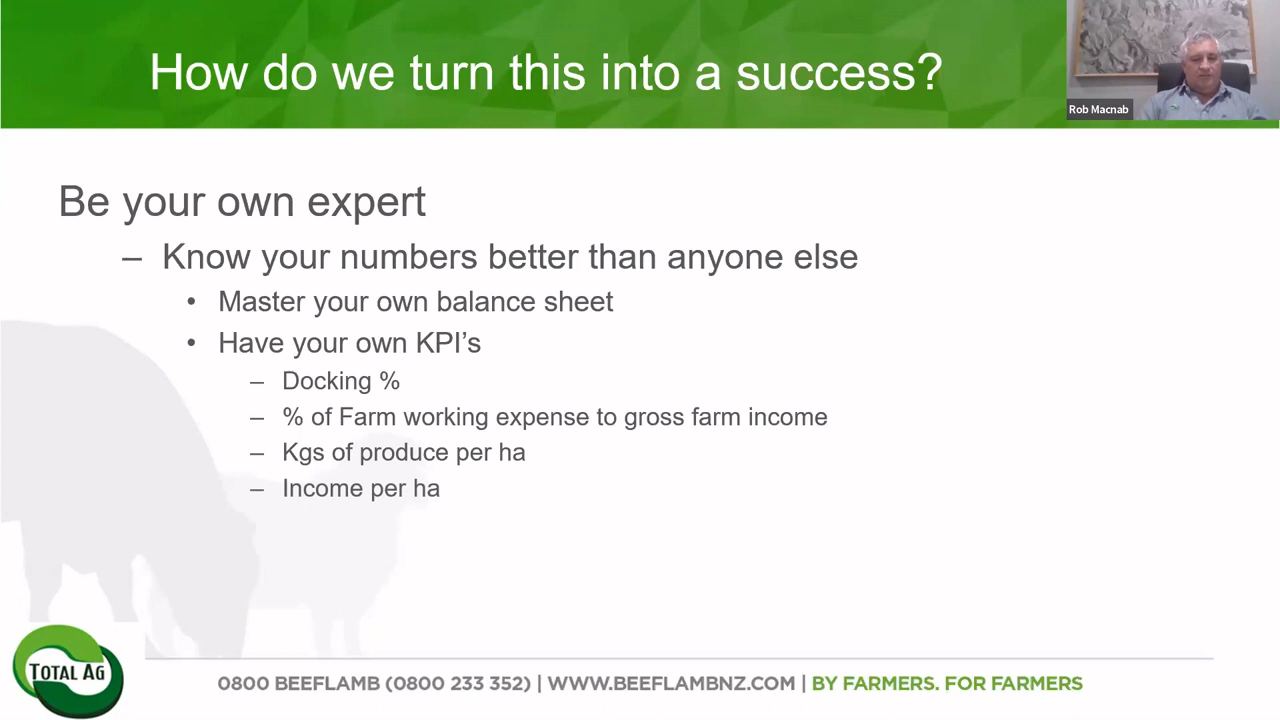 How do we turn this into a success?
Rob Macnab
Be your own expert
– Know your numbers better than anyone else
• Master your own balance sheet
• Have your own KPI’s
– Docking %
– % of Farm working expense to gross farm income
– Kgs of produce per ha
– Income per ha
TOTAL AG
0800 BEEFLAMB (0800 233 352) | WWW.BEEFLAMBNZ.COM | BY FARMERS. FOR FARMERS